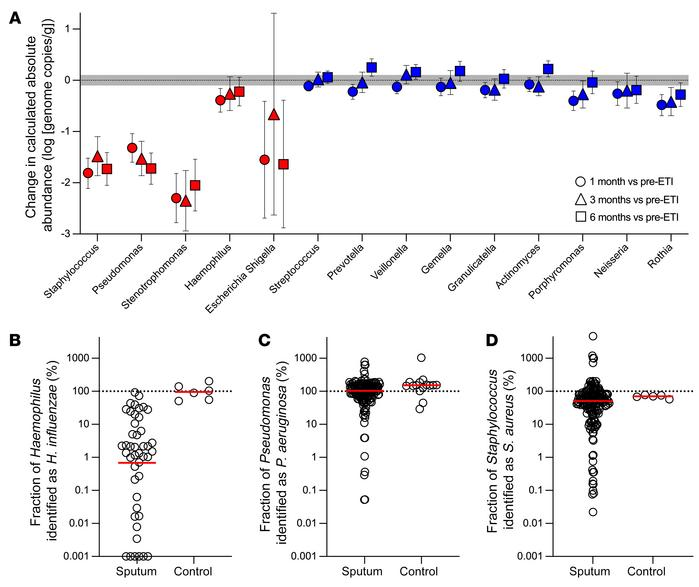 A
Change in calculated absolute
abundance (log [genome copies/g])
1
0
-1
-2
-3
1 month vs pre-ETI
3 months vs pre-ETI
6 months vs pre-ETI
Staphylococcus
Pseudomonas
Stenotrophomonas
Haemophilus
Escherichia Shigella
Streptococcus
Prevotella
Veillonella
Gemella
Granulicatella
Actinomyces
Porphyromonas
Neisseria
Rothia
B
Fraction of Haemophilus
identified as H. influenzae (%)
1000
100
10
1
0.1
0.01
0.001
Sputum Control
C
Fraction of Pseudomonas
identified as P. aeruginosa (%)
1000
100
10
1
0.1
0.01
0.001
Sputum Control
D
Fraction of Staphylococcus
identified as S. aureus (%)
1000
100
10
1
0.1
0.01
0.001
Sputum Control